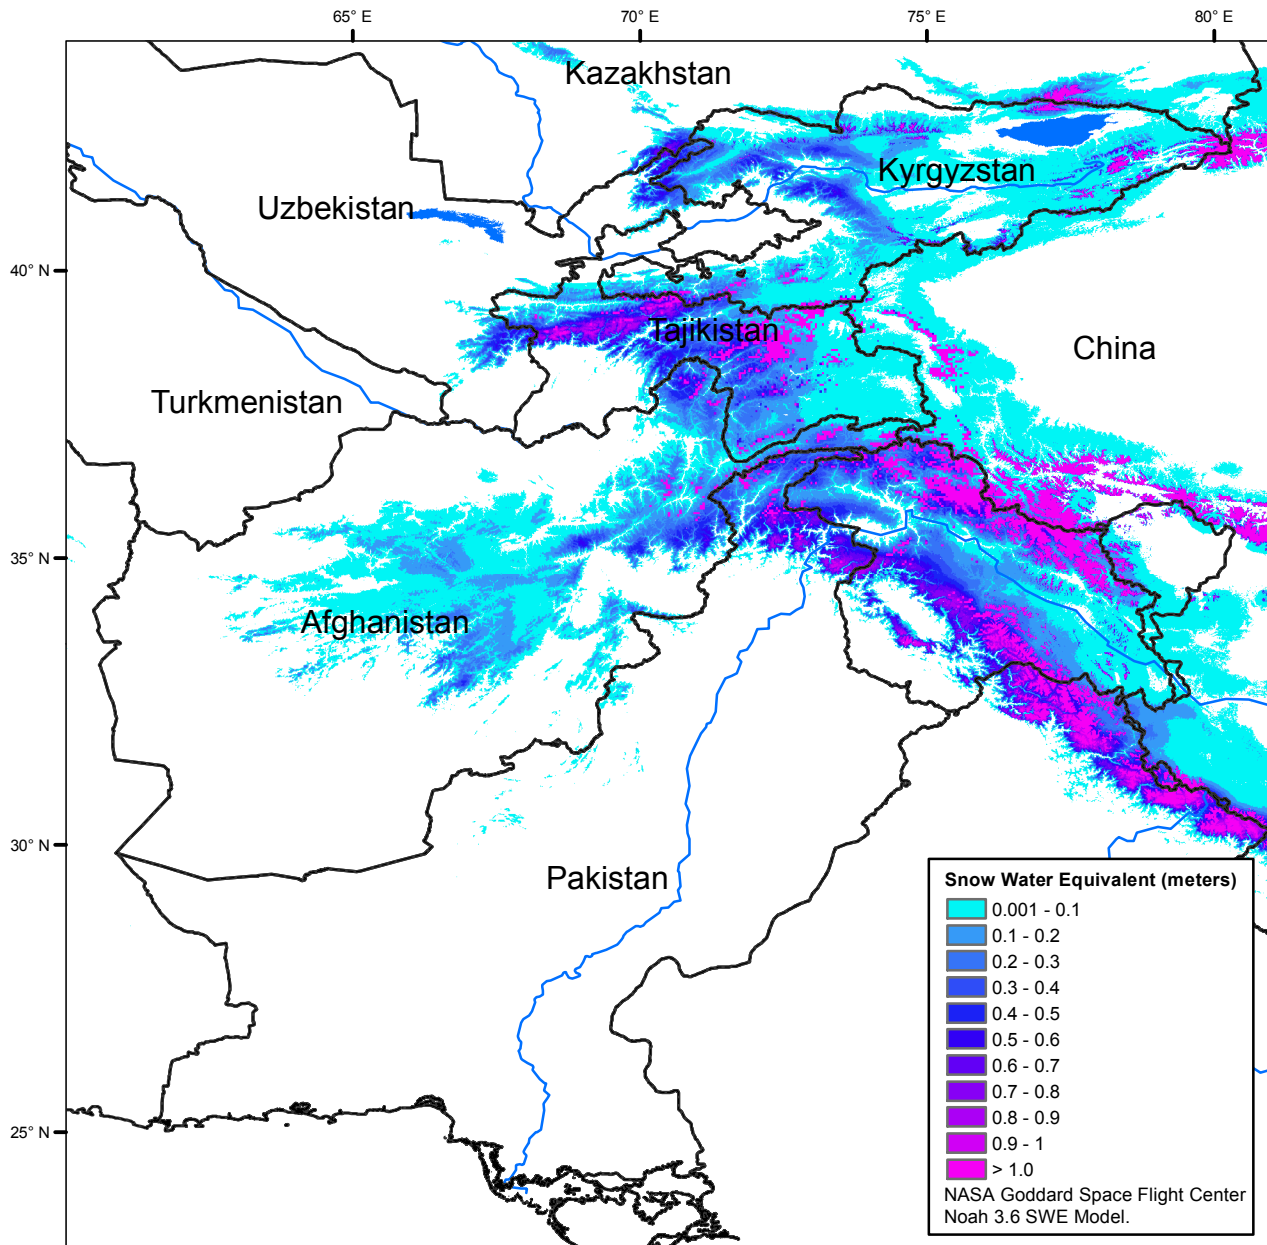 65° E
70° E
75° E
80° E
Kazakhstan
Kyrgyzstan
Uzbekistan
40° N
Tajikistan
China
Turkmenistan
35° N
Afghanistan
30° N
Pakistan
25° N
Snow Water Equivalent (meters)
0.001 - 0.1
0.1 - 0.2
0.2 - 0.3
0.3 - 0.4
0.4 - 0.5
0.5 - 0.6
0.6 - 0.7
0.7 - 0.8
0.8 - 0.9
0.9 - 1
> 1.0
NASA Goddard Space Flight Center
Noah 3.6 SWE Model.